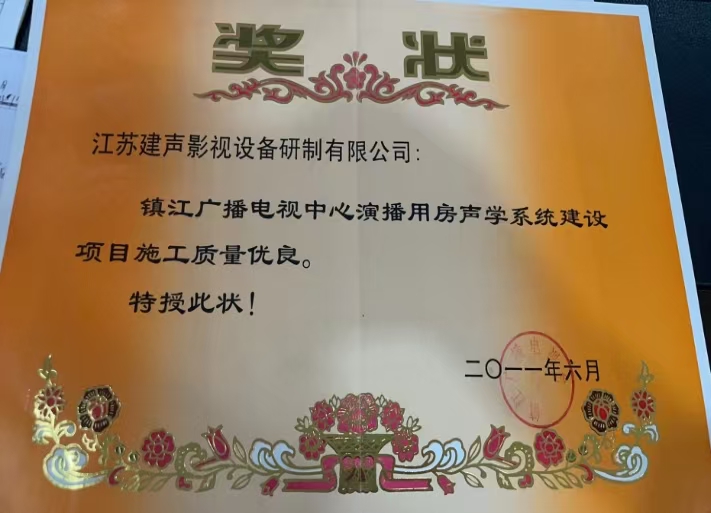 奖状
江苏建声影视设备研制有限公司:
镇江广播电视中心演播用房声学系统建设
项目施工质量优良。
特授此状!
二〇一一年六月